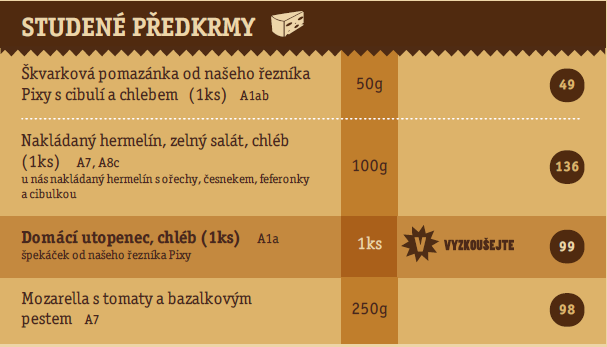 STUDENÉ PŘEDKRMY
Škvarková pomazánka od našeho řezníka
Pixy s cibulí a chlebem (1ks) A1ab
50g
49
Nakládaný hermelín, zelný salát, chléb
(1ks) A7, A8c
u nás nakládaný hermelín s ořechy, česnekem, feferonky
a cibulkou
100g
136
Domácí utopenec, chléb (1ks) A1a
špekáček od našeho řezníka Pixy
1ks
V VYZKOUŠEJTE
99
Mozarella s tomaty a bazalkovým
pestem A7
250g
98